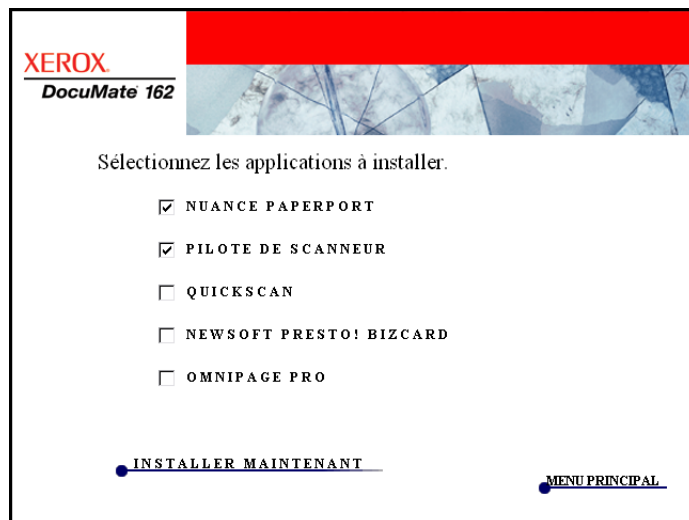 XEROX.
DocuMate 162
Sélectionnez les applications à installer.
NUANCE PAPERPORT
PILOTE DE SCANNEUR
QUICKSCAN
NEWSOFT PRESTO! BIZCARD
OMNIPAGE PRO
INSTALLER MAINTENANT
MENU PRINCIPAL